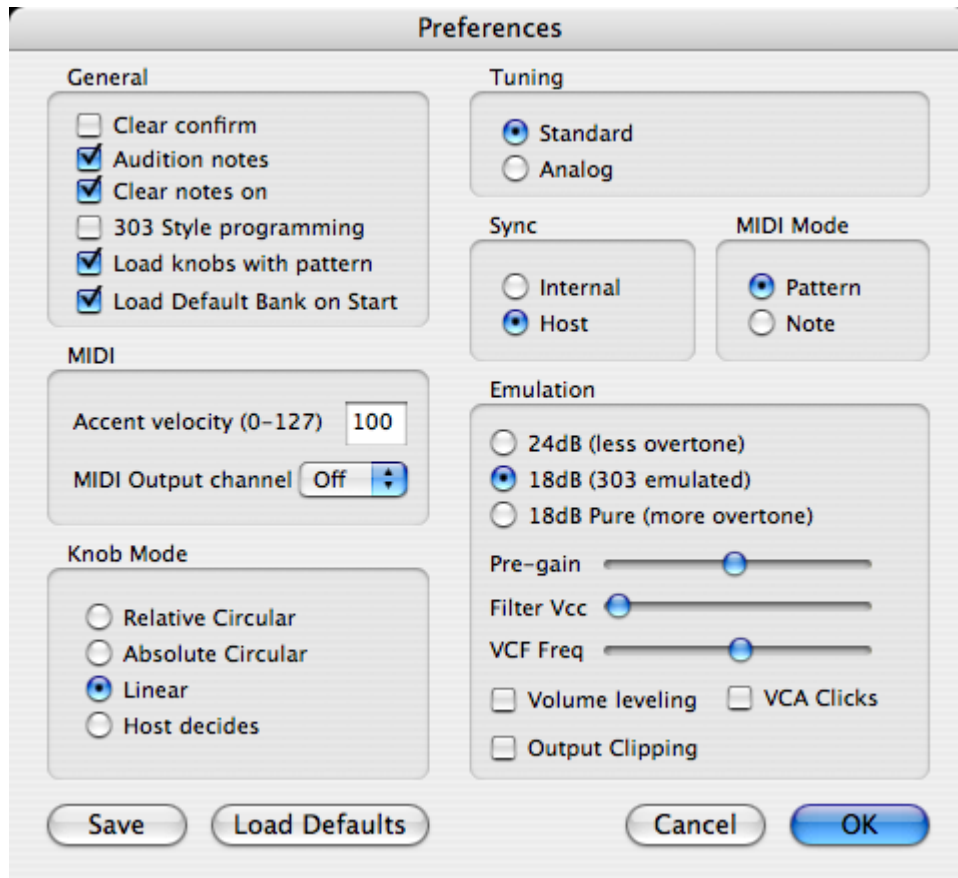 Preferences
General
Clear confirm
Audition notes
Clear notes on
303 Style programming
Load knobs with pattern
Load Default Bank on Start
MIDI
Accent velocity (0-127) 100
MIDI Output channel Off
Knob Mode
Relative Circular
Absolute Circular
Linear
Host decides
Tuning
Standard
Analog
Sync
Internal
Host
MIDI Mode
Pattern
Note
Emulation
24dB (less overtone)
18dB (303 emulated)
18dB Pure (more overtone)
Pre-gain
Filter Vcc
VCF Freq
Volume leveling VCA Clicks
Output Clipping
Save Load Defaults Cancel OK